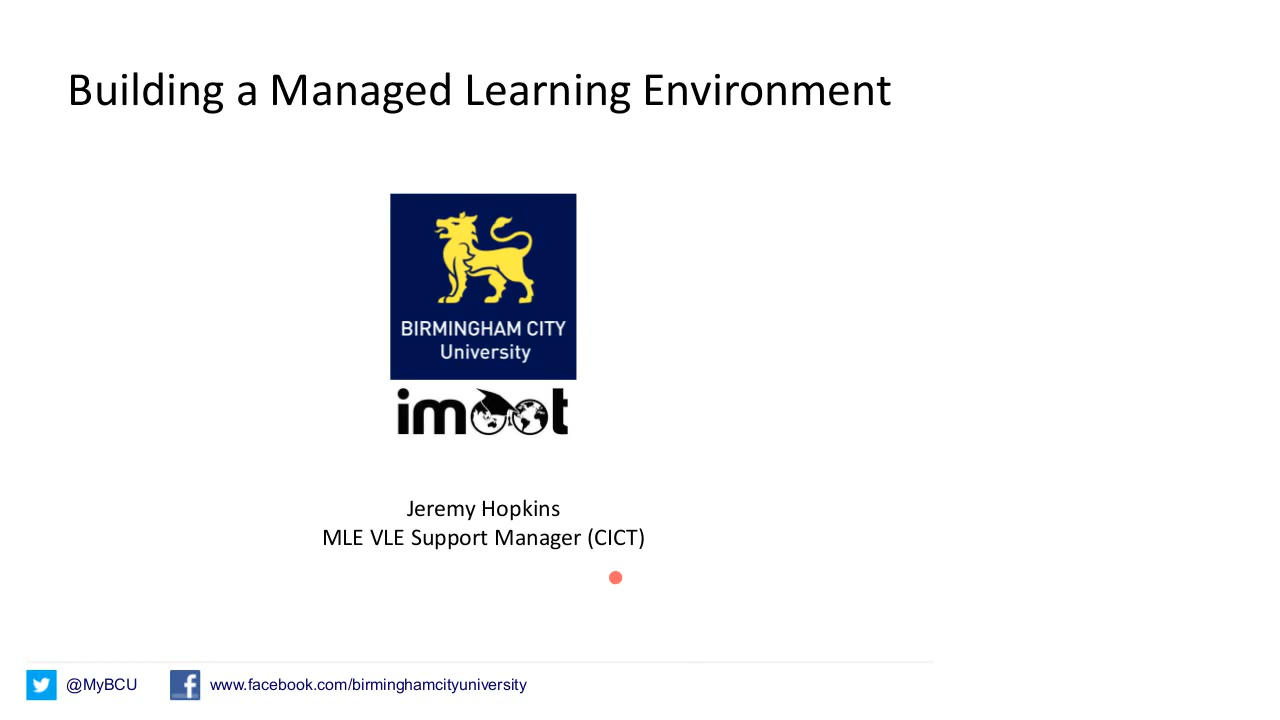 Building a Managed Learning Environment
BIRMINGHAM CITY
University
imoot
Jeremy Hopkins
MLE VLE Support Manager (CICT)
@MyBCU
www.facebook.com/birminghamcityuniversity